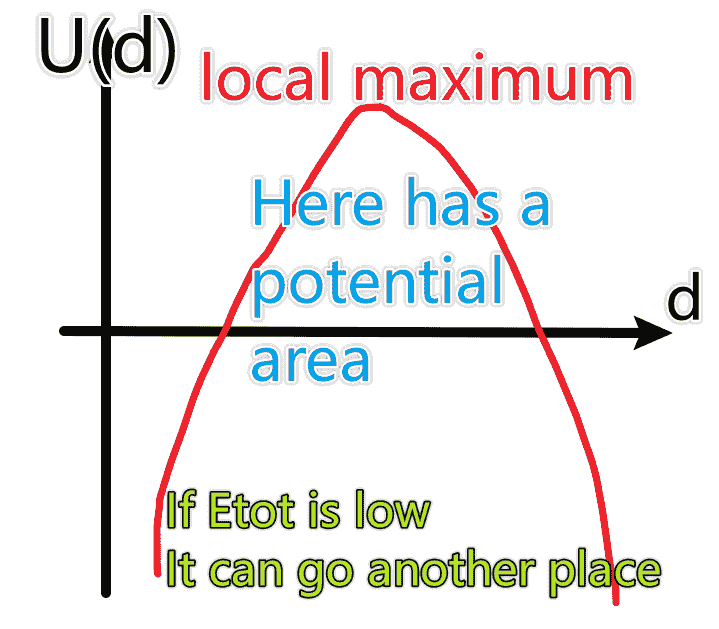 U(d)
local maximum
Here has a
potential
area
d
If Etot is low
It can go another place